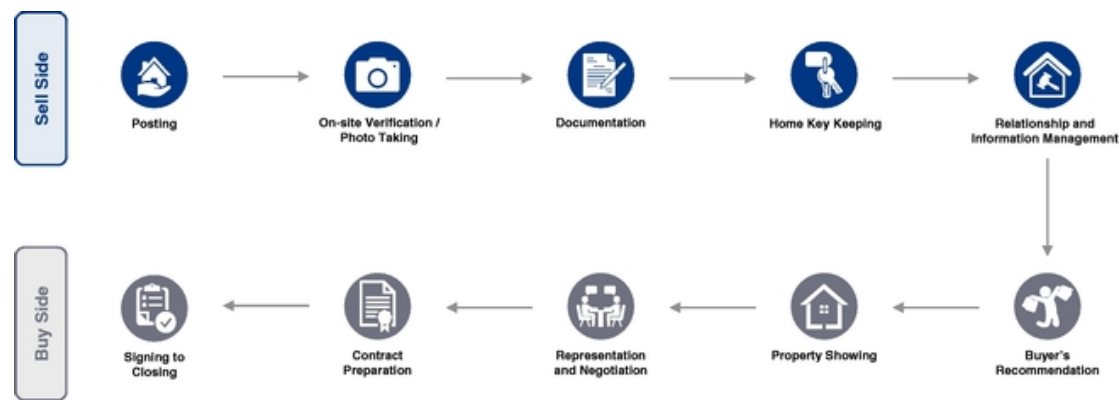 Sell Side
Posting
On-site Verification /
Photo Taking
Documentation
Home Key Keeping
Relationship and
Information Management
Buy Side
Signing to
Closing
Contract
Preparation
Representation
and Negotiation
Property Showing
Buyer's
Recommendation